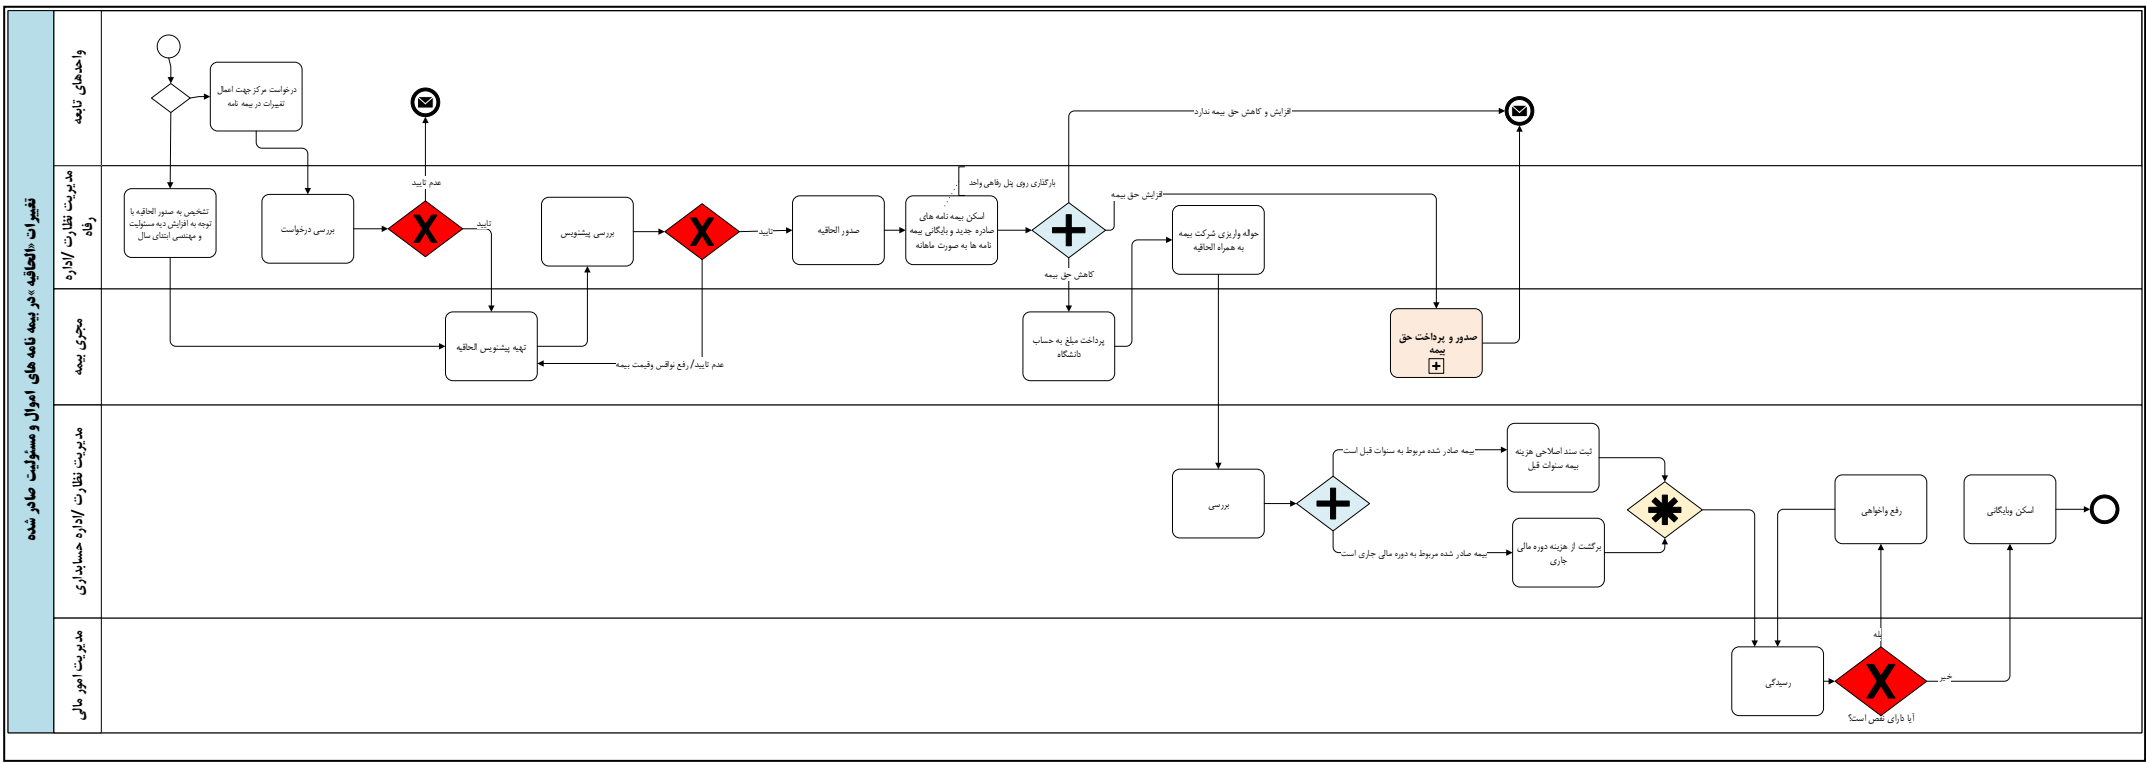 تغییرات «الحاقیه »در بیمه نامه های اموال و مسئولیت صادر شده
واحدهای تابعه
درخواست مرکز جهت اعمال
تغییرات در بیمه نامه
افزایش و کاهش حق بیمه ندارد
مدیریت نظارت /اداره
رفاه
تشخیص به صدور الحاقیه با
توجه به افزایش دیه مسئولیت
و مهندسی ابتدای سال
بررسی درخواست
عدم تایید
تایید
بررسی پیشنویس
تایید
صدور الحاقیه
بارگذاری روی پنل رفاهی واحد
اسکن بیمه نامه های
صادره جدید و بایگانی بیمه
نامه ها به صورت ماهانه
افزایش حق بیمه
کاهش حق بیمه
حواله واریزی شرکت بیمه
به همراه الحاقیه
مجری بیمه
تهیه پیشنویس الحاقیه
عدم تایید/ رفع نواقس وقیمت بیمه
پرداخت مبلغ به حساب
دانشگاه
صدور و پرداخت حق
بیمه
مدیریت نظارت /اداره حسابداری
بررسی
بیمه صادر شده مربوط به سنوات قبل است
ثبت سند اصلاحی هزینه
بیمه سنوات قبل
بیمه صادر شده مربوط به دوره مالی جاری است
برگشت از هزینه دوره مالی
جاری
رفع واخواهی
اسکن وبایگانی
مدیریت امور مالی
رسیدگی
بله
خیر
آیا دارای نقص است؟